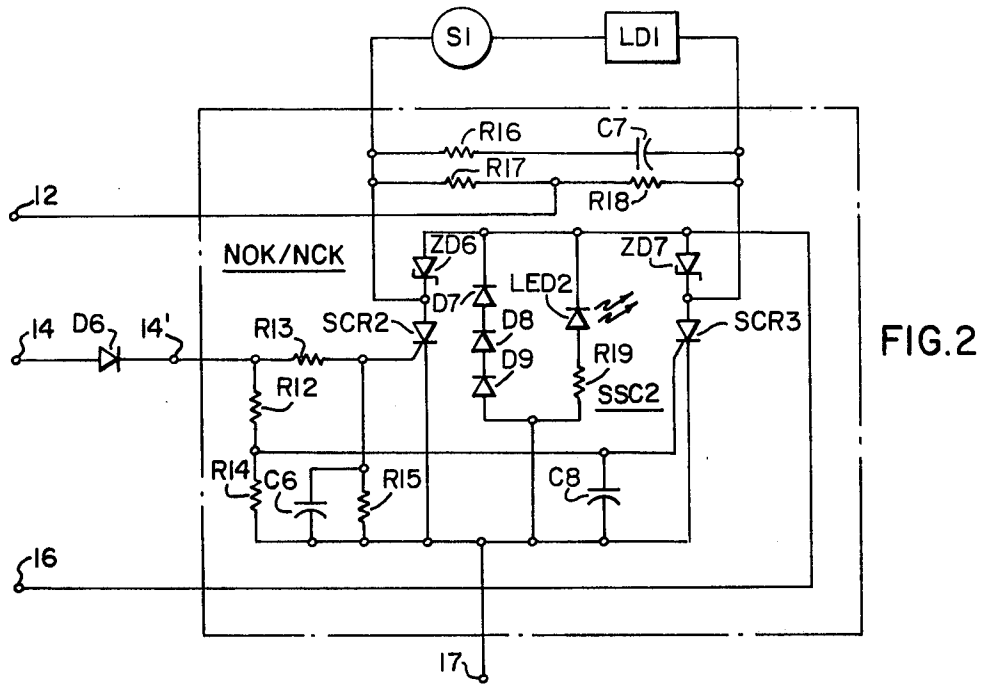 S1 LD1
R16 C7
R17 R18
12
NOK/NCK ZD6 ZD7
D7 LED2
14 D6 14' R13 SCR2 D8 SCR3
FIG.2
R12 D9 R19
SSC2
R14 C6 R15 C8
16
17